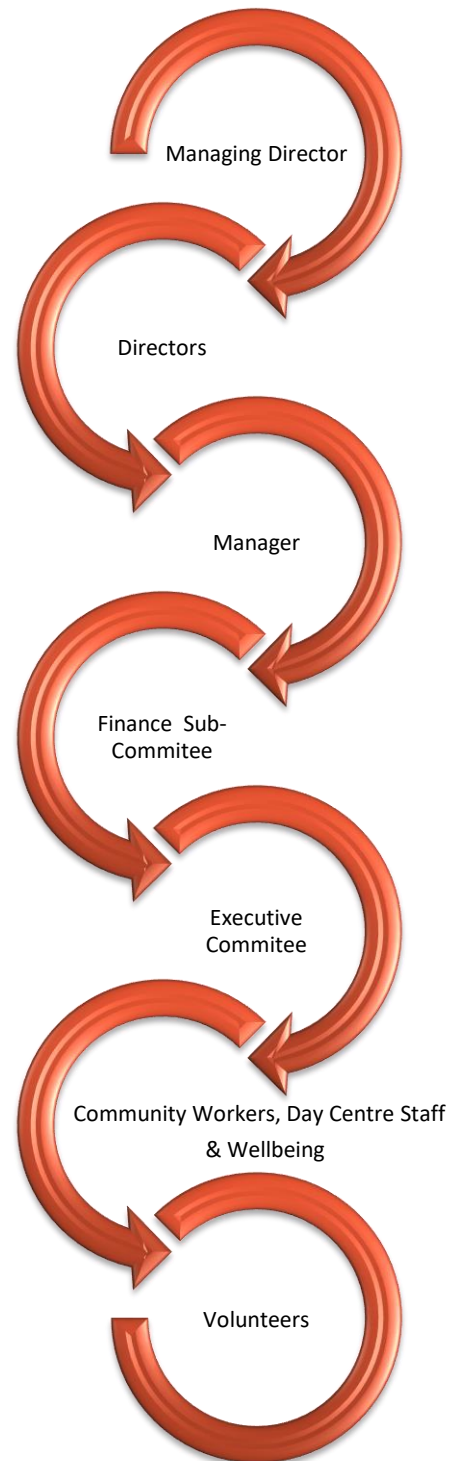 Managing Director
Directors
Manager
Finance Sub-
Commitee
Executive
Commitee
Community Workers, Day Centre Staff
& Wellbeing
Volunteers